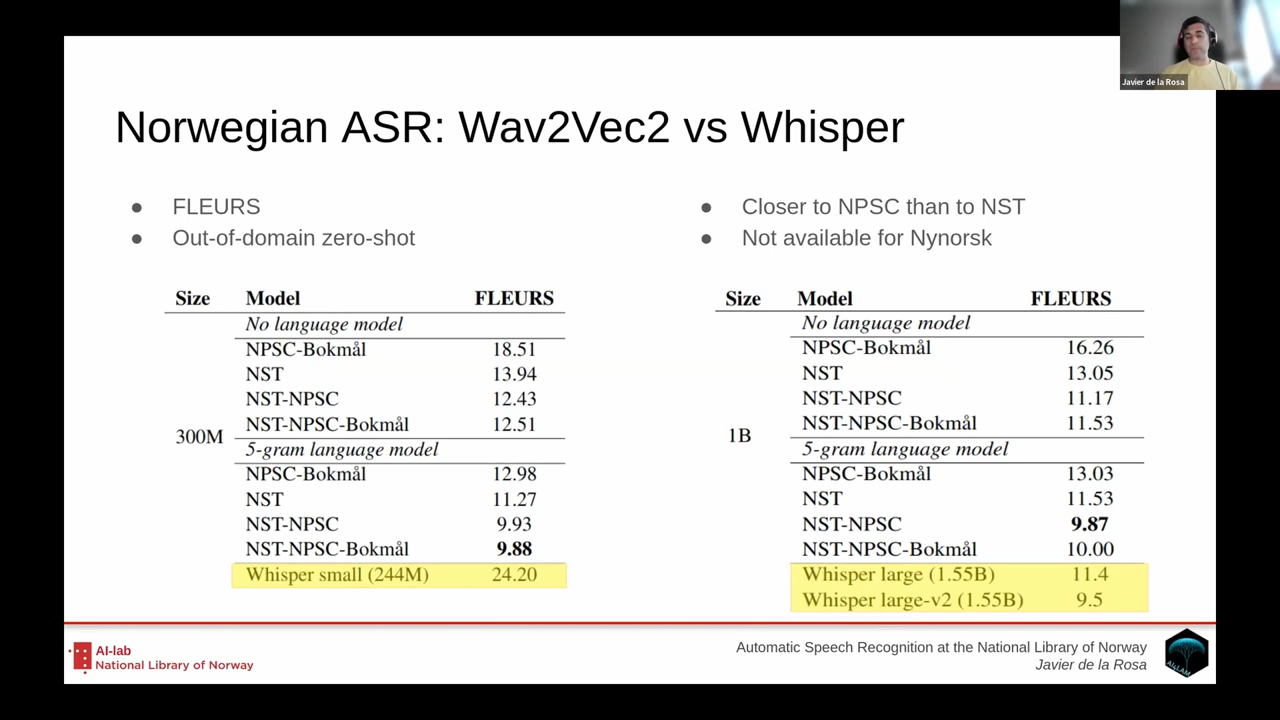 Javier de la Rosa
Norwegian ASR: Wav2Vec2 vs Whisper
● FLEURS
● Out-of-domain zero-shot
● Closer to NPSC than to NST
● Not available for Nynorsk
Size Model FLEURS
No language model
NPSC-Bokmål 18.51
NST 13.94
NST-NPSC 12.43
NST-NPSC-Bokmål 12.51
300M
5-gram language model
NPSC-Bokmål 12.98
NST 11.27
NST-NPSC 9.93
NST-NPSC-Bokmål 9.88
Whisper small (244M) 24.20
Size Model FLEURS
No language model
NPSC-Bokmål 16.26
NST 13.05
NST-NPSC 11.17
NST-NPSC-Bokmål 11.53
1B
5-gram language model
NPSC-Bokmål 13.03
NST 11.53
NST-NPSC 9.87
NST-NPSC-Bokmål 10.00
Whisper large (1.55B) 11.4
Whisper large-v2 (1.55B) 9.5
AI-lab
National Library of Norway
Automatic Speech Recognition at the National Library of Norway
Javier de la Rosa